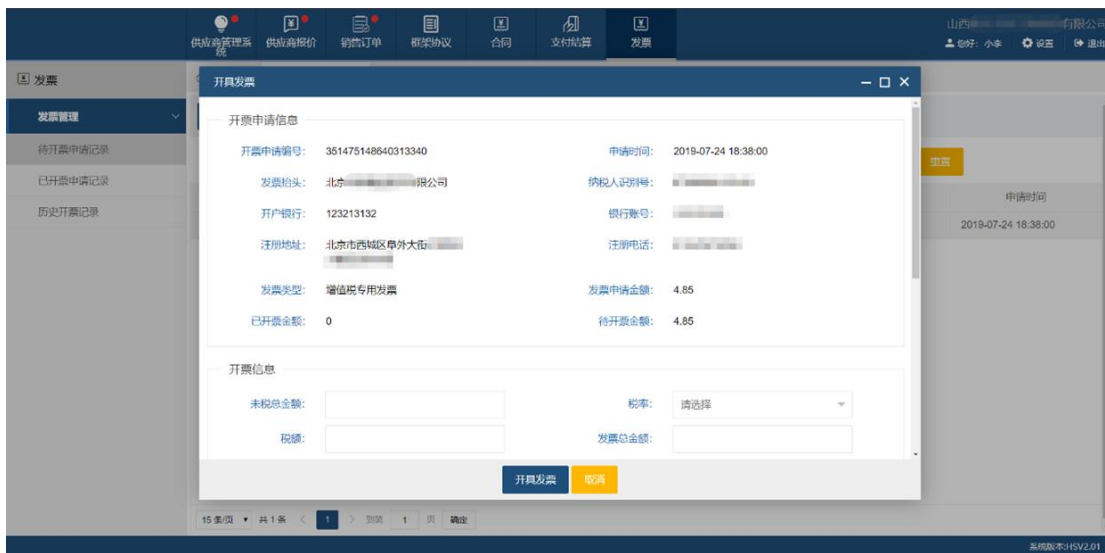 供应商管理系统 供应商报价 销售订单 框架协议 合同 支付结算 发票
山西 有限公司
您好：小李 设置 退出
发票
发票管理
待开票申请记录
已开票申请记录
历史开票记录
开具发票
开票申请信息
开票申请编号： 351475148640313340 申请时间： 2019-07-24 18:38:00
发票抬头： 北京 限公司 纳税人识别号：
开户银行： 123213132 银行账号：
注册地址： 北京市西城区阜外大街 注册电话：
发票类型： 增值税专用发票 发票申请金额： 4.85
已开票金额： 0 待开票金额： 4.85
开票信息
未税总金额： 税率： 请选择
税额： 发票总金额：
开具发票 取消
重置
申请时间
2019-07-24 18:38:00
15 条/页 共 1 条 1 到第 1 页 确定
系统版本:HSV2.01